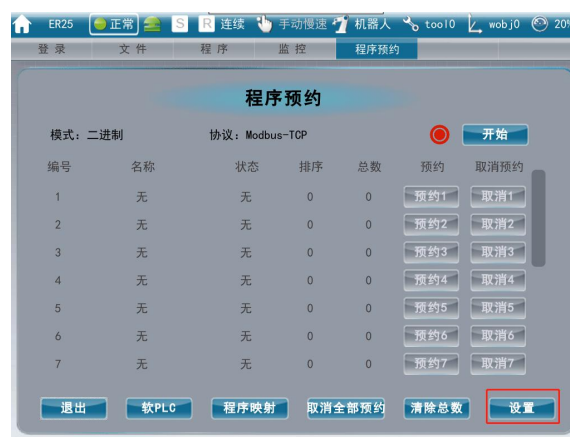 ER25 正常 S R 连续 手动慢速 机器人 tool0 wobj0 20%
登录 文件 程序 监控 程序预约
程序预约
模式：二进制 协议：Modbus-TCP 开始
编号 名称 状态 排序 总数 预约 取消预约
1 无 无 0 0 预约1 取消1
2 无 无 0 0 预约2 取消2
3 无 无 0 0 预约3 取消3
4 无 无 0 0 预约4 取消4
5 无 无 0 0 预约5 取消5
6 无 无 0 0 预约6 取消6
7 无 无 0 0 预约7 取消7
退出 软PLC 程序映射 取消全部预约 清除总数 设置